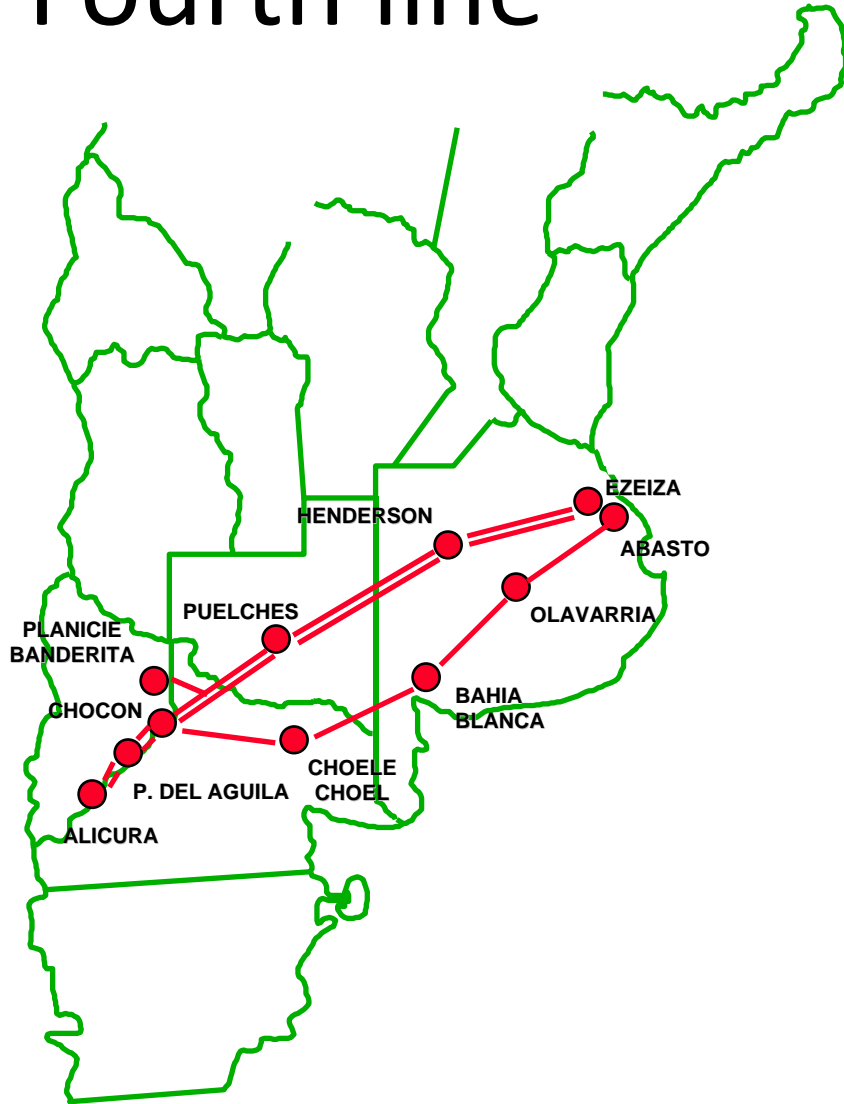 Fourth line
EZEIZA
HENDERSON
ABASTO
OLAVARRIA
PUELCHES
PLANICIE
BANDERITA
BAHIA
BLANCA
CHOCON
CHOELE
CHOEL
P. DEL AGUILA
ALICURA